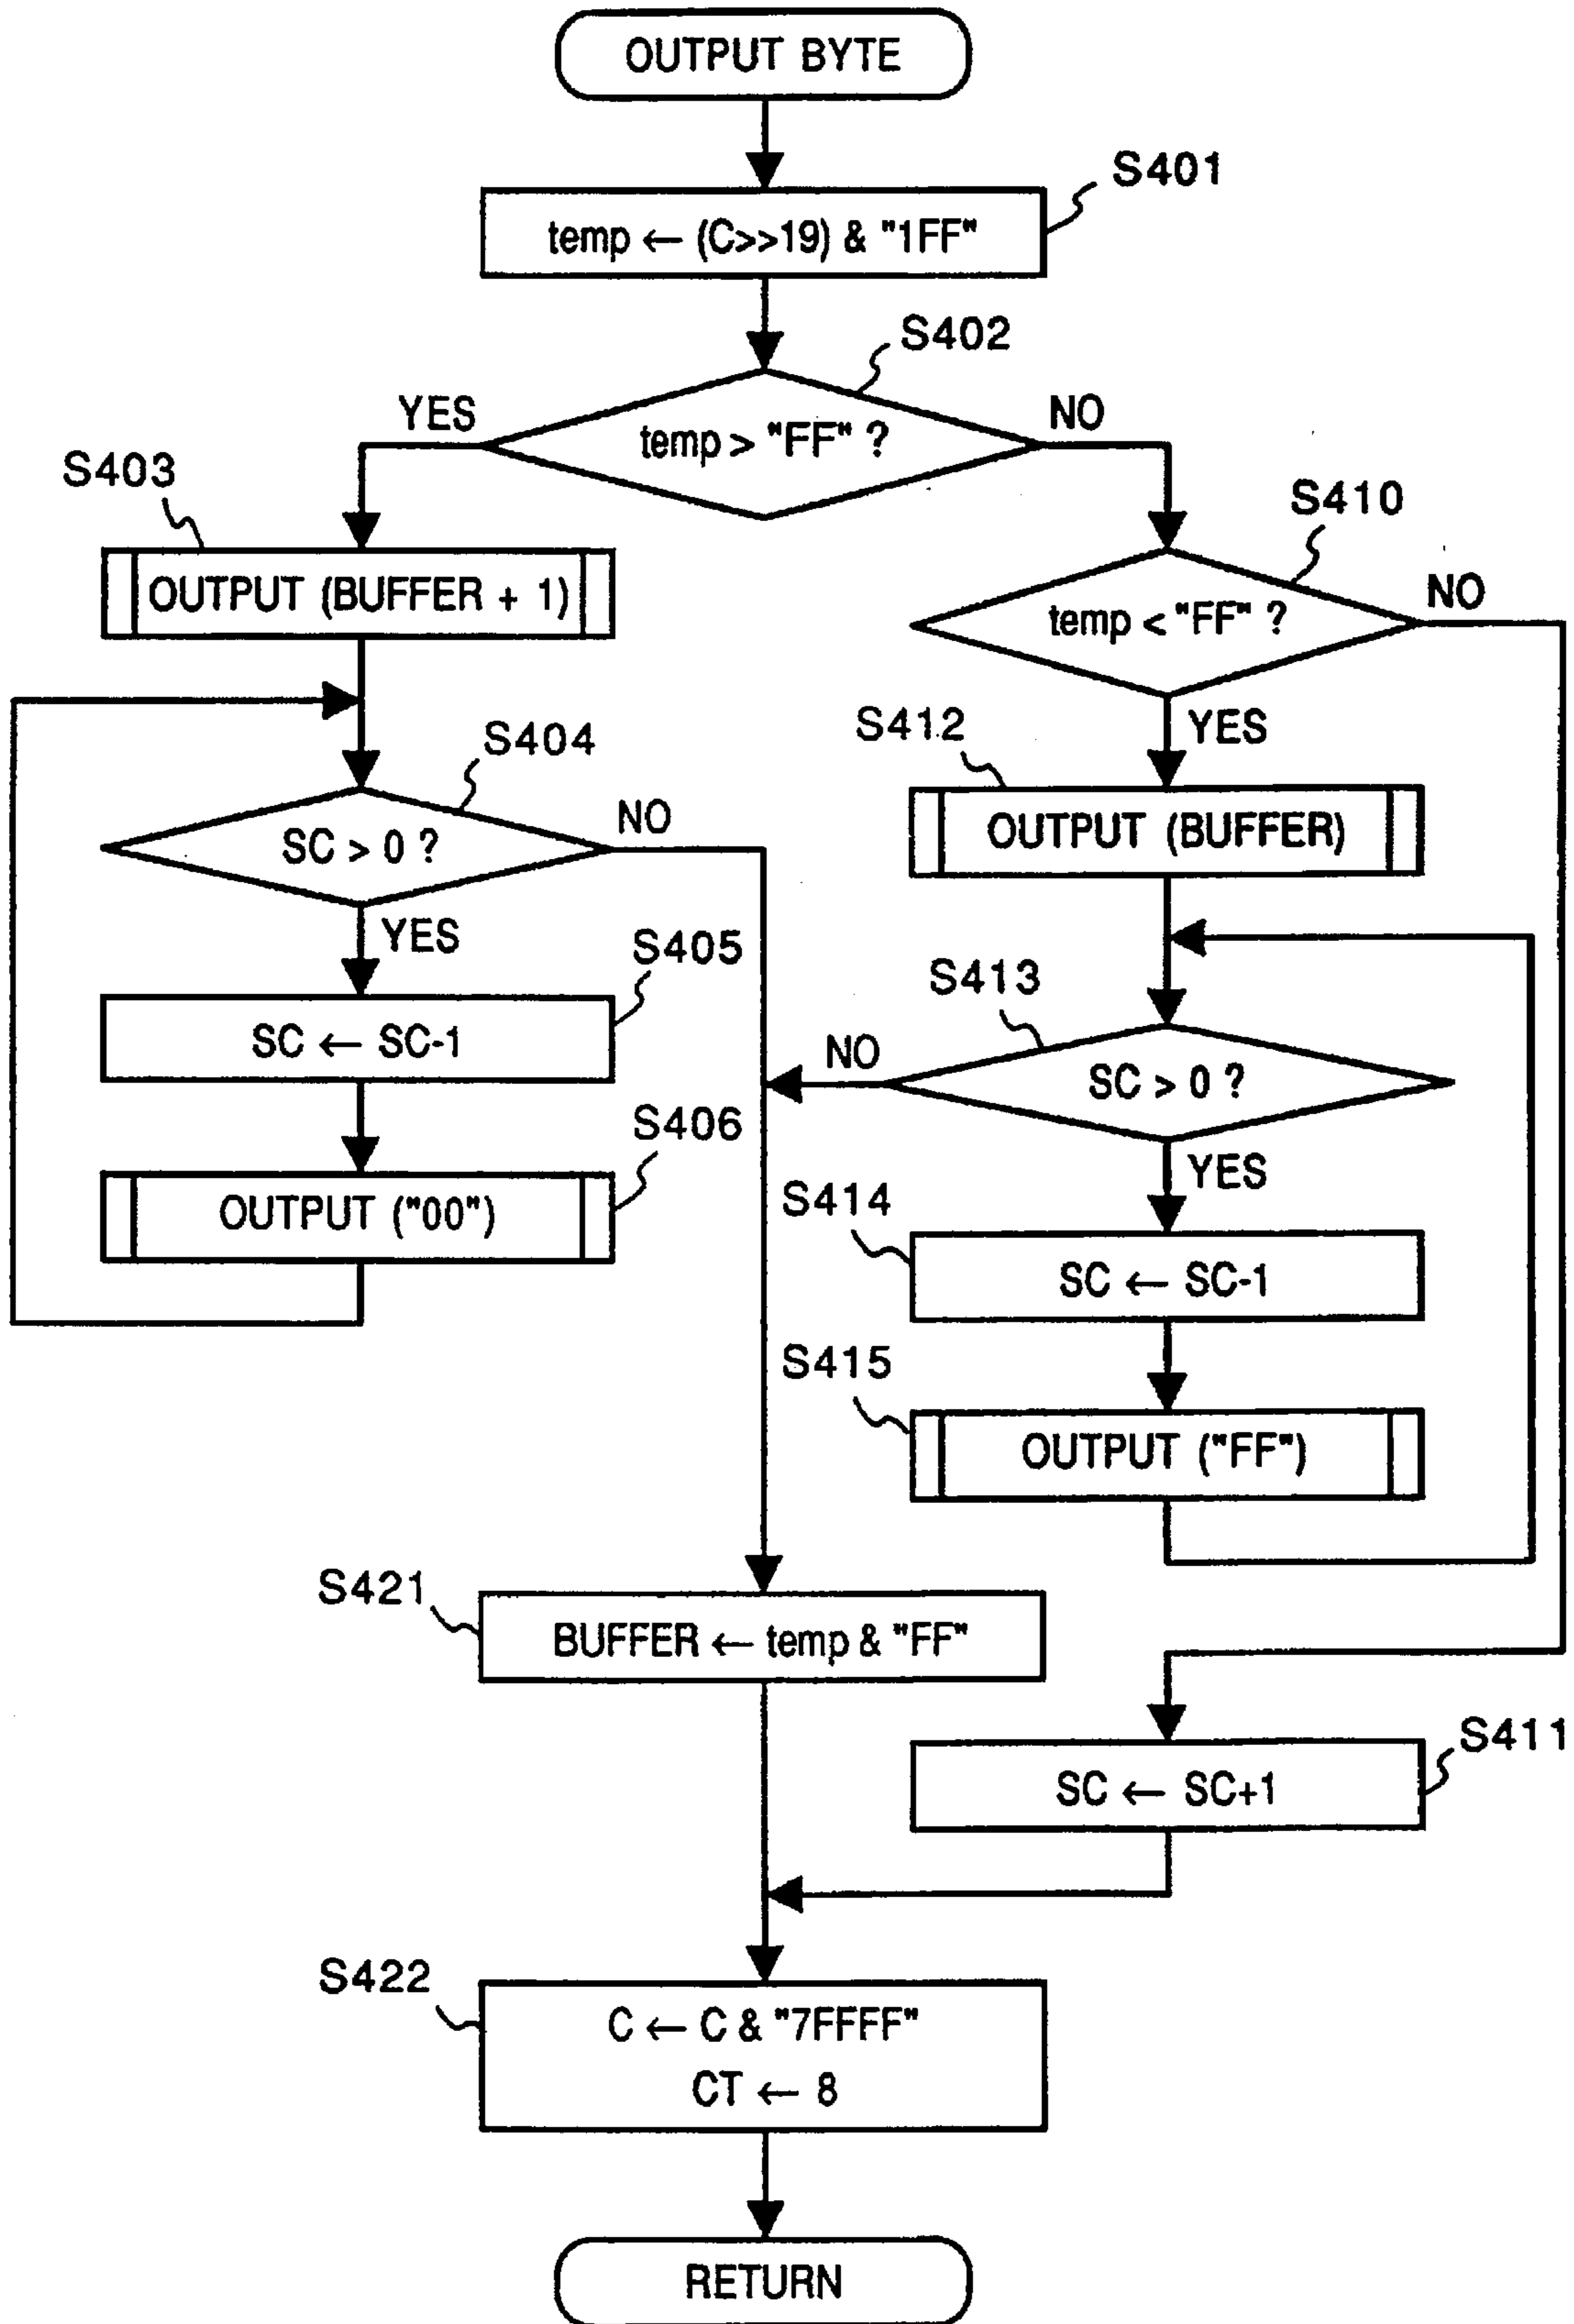 OUTPUT BYTE
S401
temp ← (C>>19) & "1FF"
S402
YES
temp > "FF" ?
NO
S403
OUTPUT (BUFFER + 1)
S410
temp < "FF" ?
NO
YES
S404
SC > 0 ?
NO
YES
S412
OUTPUT (BUFFER)
S405
SC ← SC-1
S413
NO
SC > 0 ?
YES
S406
OUTPUT ("00")
S414
SC ← SC-1
S415
OUTPUT ("FF")
S421
BUFFER ← temp & "FF"
S411
SC ← SC+1
S422
C ← C & "7FFFF"
CT ← 8
RETURN